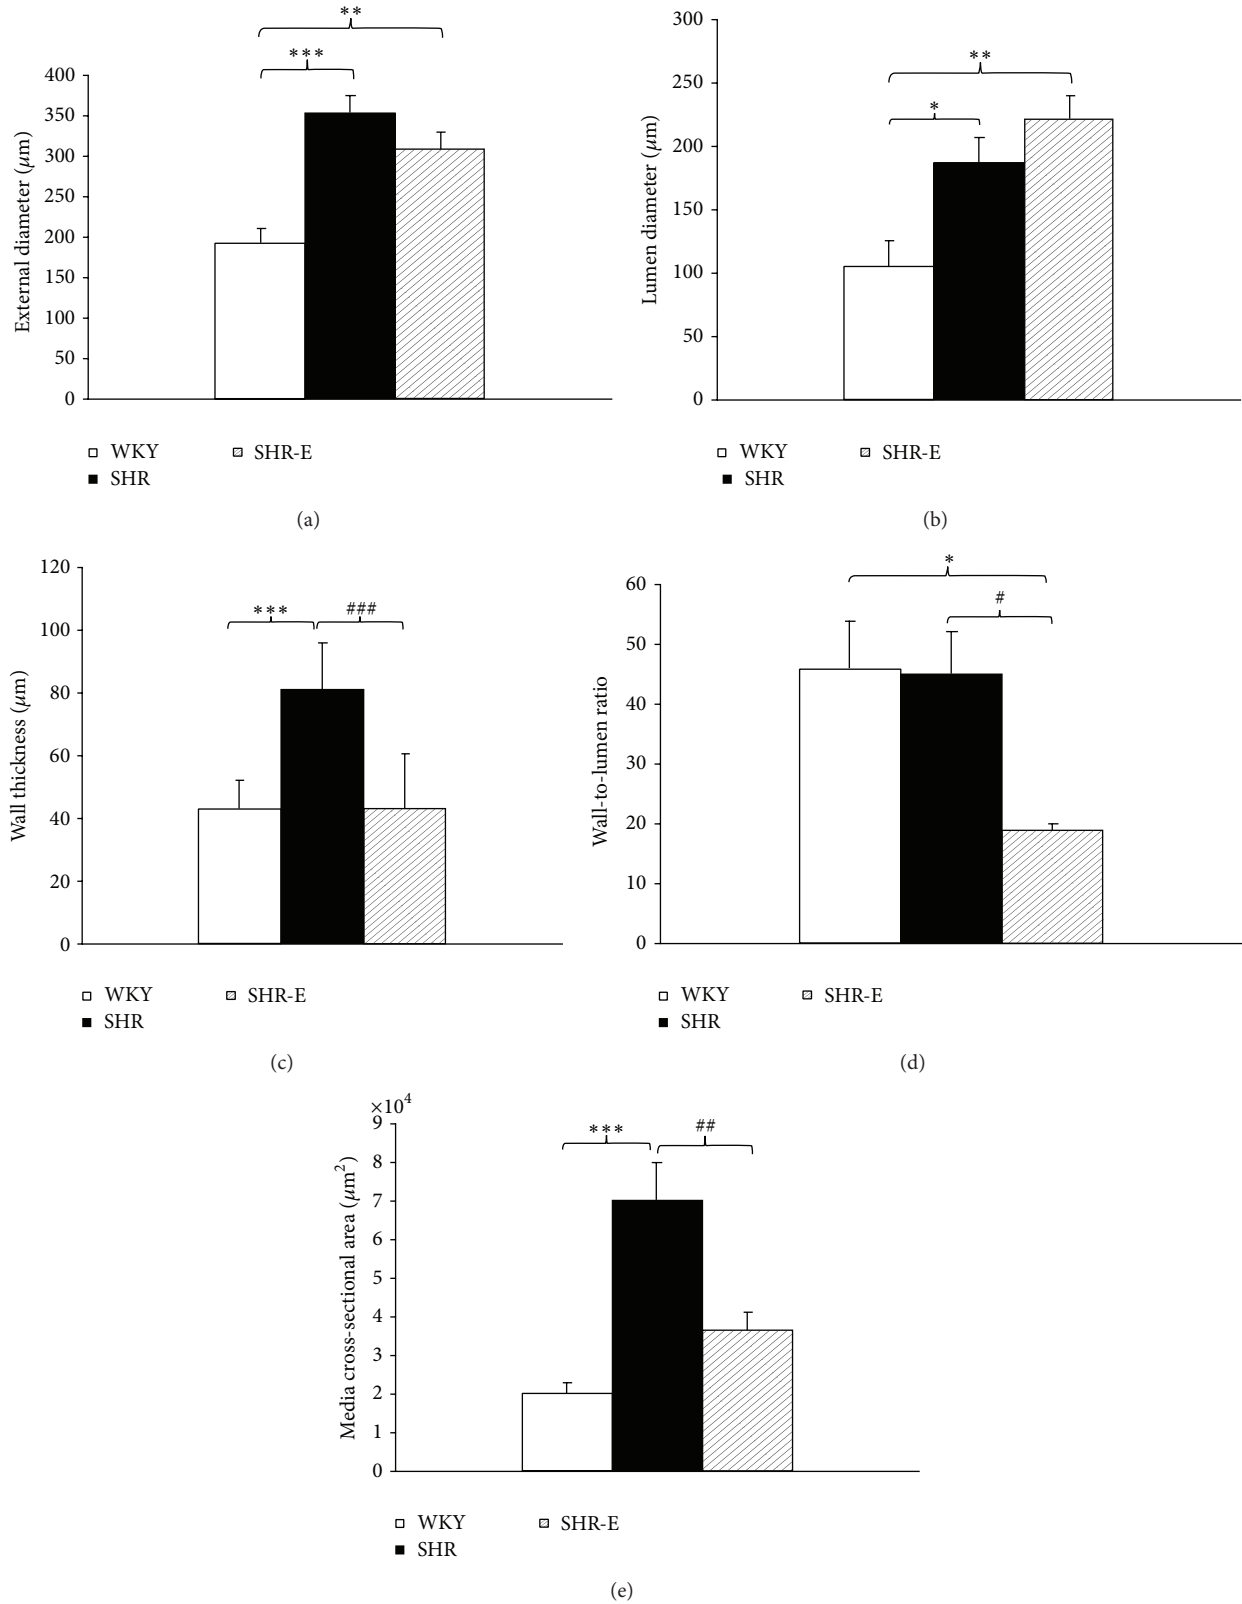 **
***
400
350
300
250
200
150
100
50
0
External diameter (μm)
WKY
SHR-E
SHR
(a)
300
250
200
150
100
50
0
Lumen diameter (μm)
**
*
WKY
SHR-E
SHR
(b)
120
100
80
60
40
20
0
Wall thickness (μm)
***
###
WKY
SHR-E
SHR
(c)
60
50
40
30
20
10
0
Wall-to-lumen ratio
*
#
WKY
SHR-E
SHR
(d)
×10⁴
9
8
7
6
5
4
3
2
1
0
Media cross-sectional area (μm²)
***
##
WKY
SHR-E
SHR
(e)